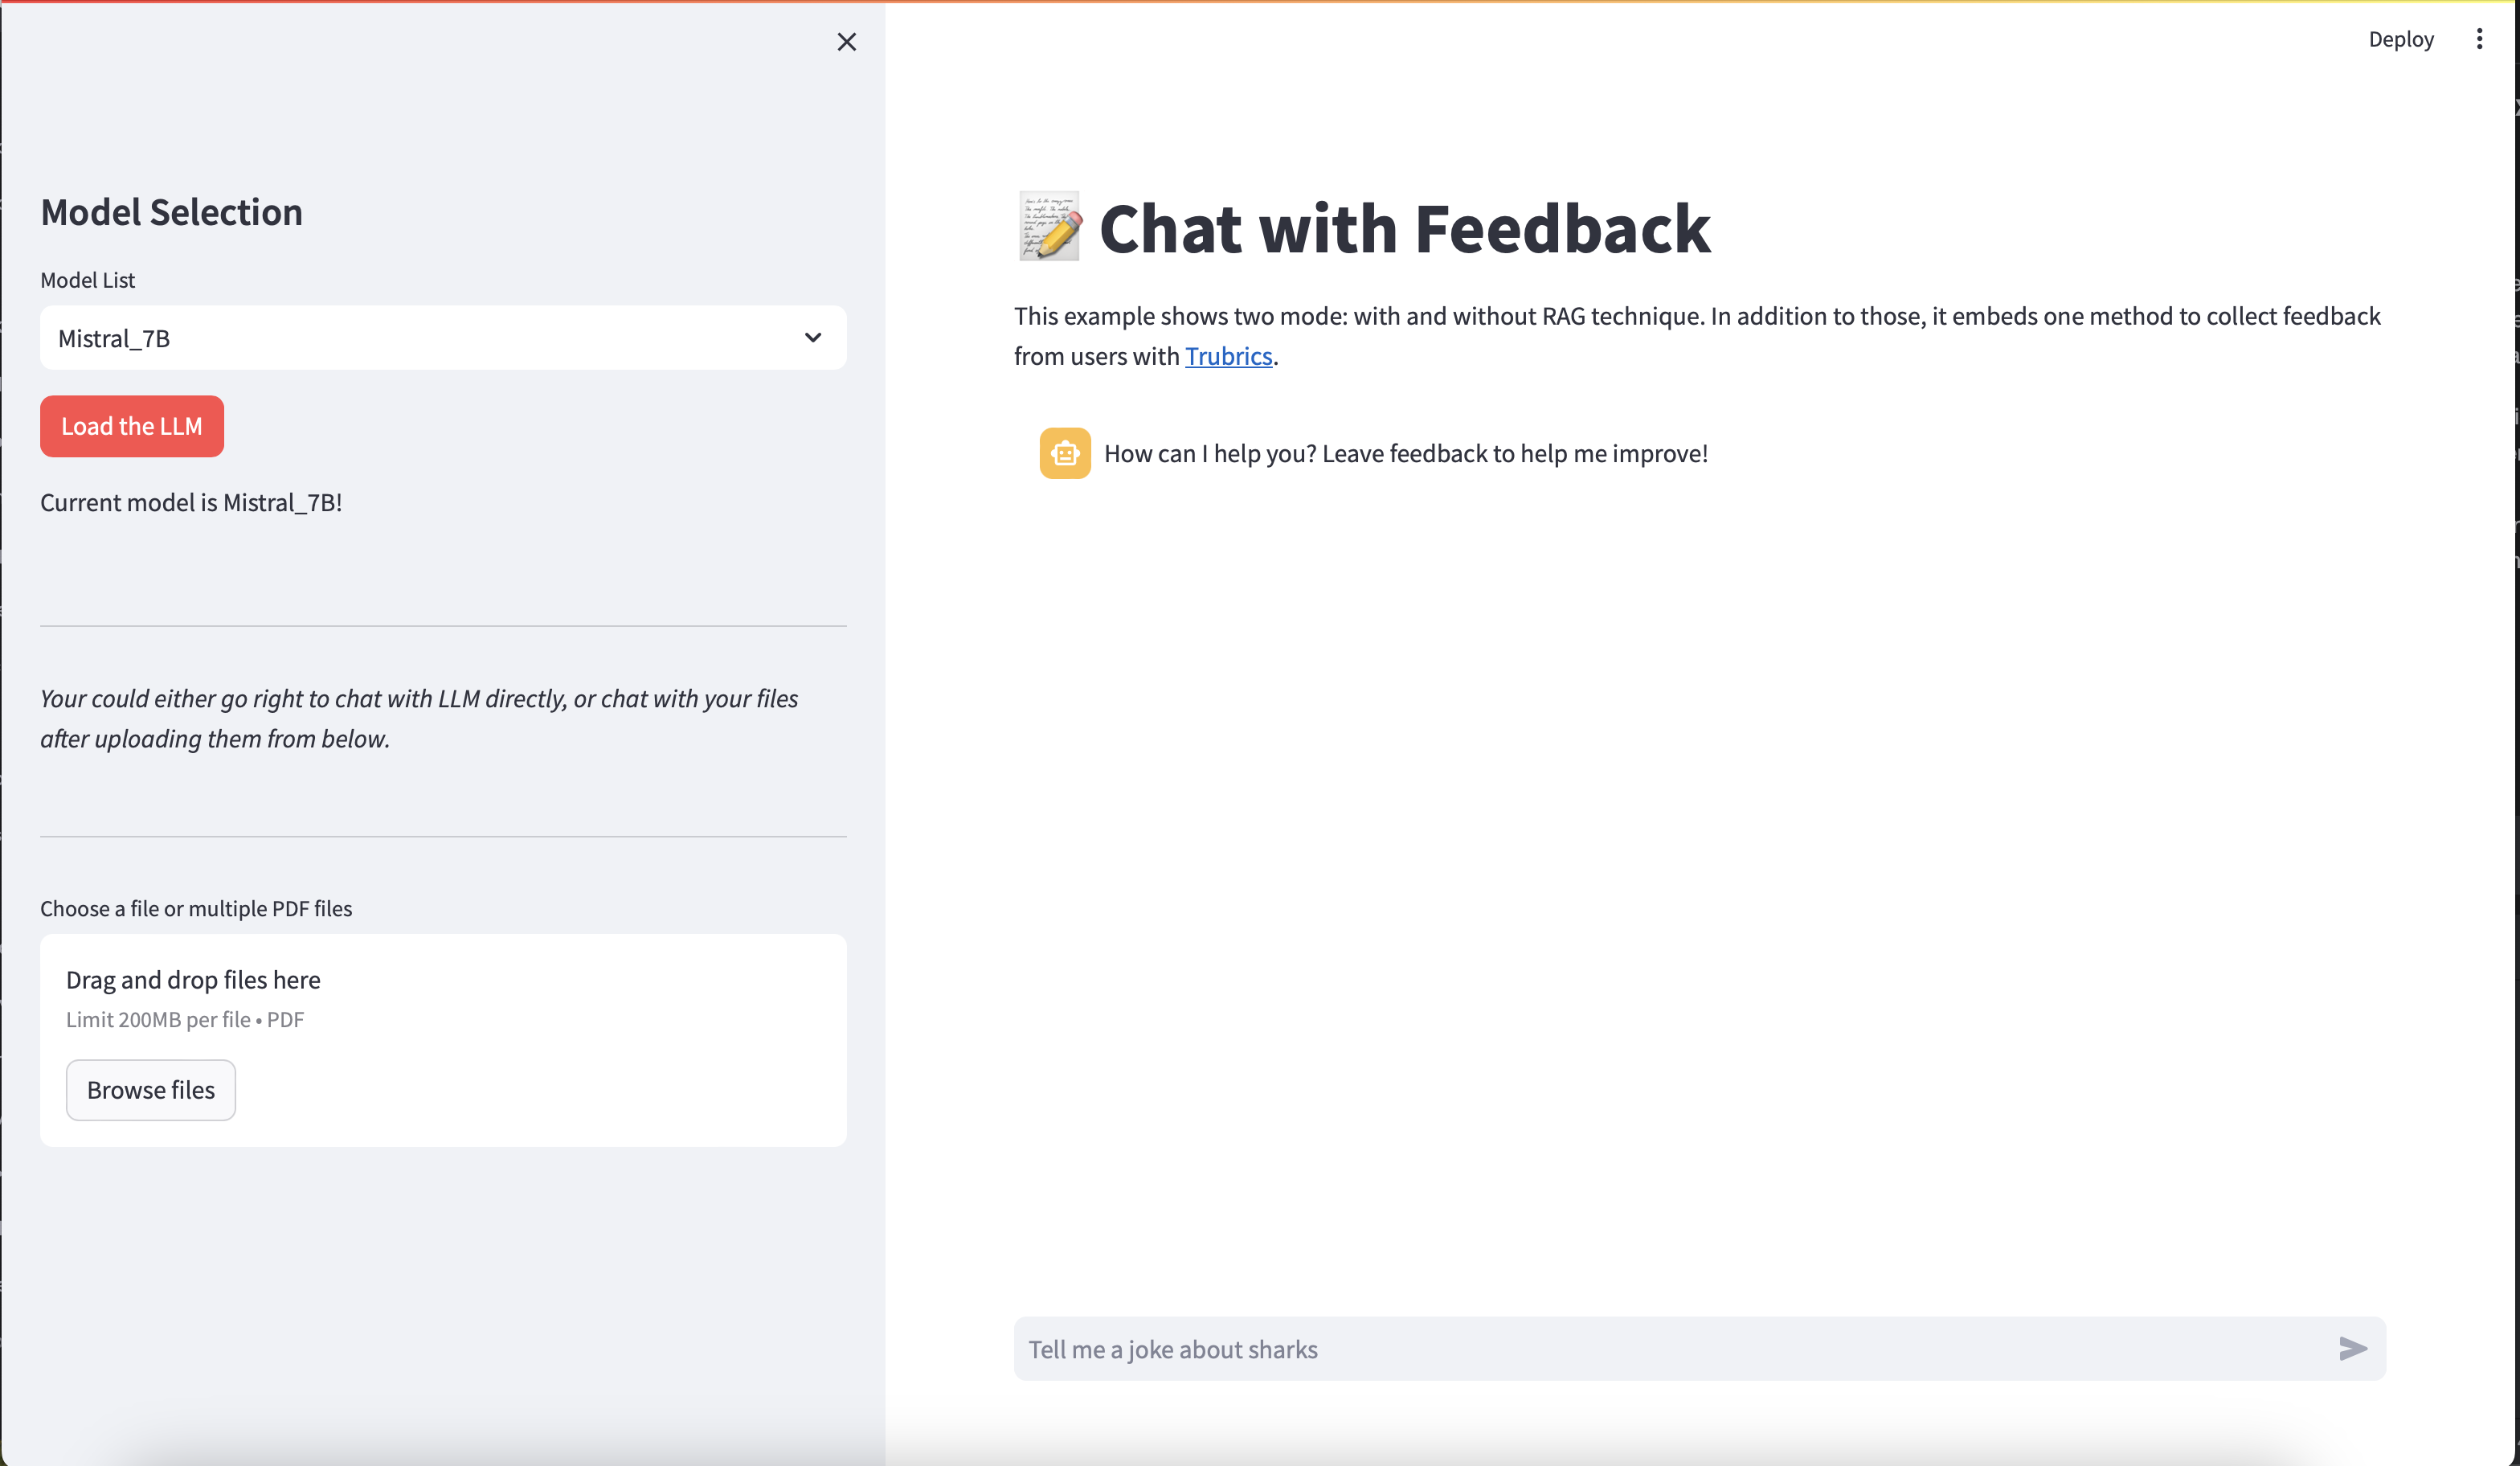 Deploy
Model Selection
Model List
Mistral_7B
Load the LLM
Current model is Mistral_7B!
Your could either go right to chat with LLM directly, or chat with your files
after uploading them from below.
Choose a file or multiple PDF files
Drag and drop files here
Limit 200MB per file • PDF
Browse files
Chat with Feedback
This example shows two mode: with and without RAG technique. In addition to those, it embeds one method to collect feedback
from users with Trubrics.
How can I help you? Leave feedback to help me improve!
Tell me a joke about sharks